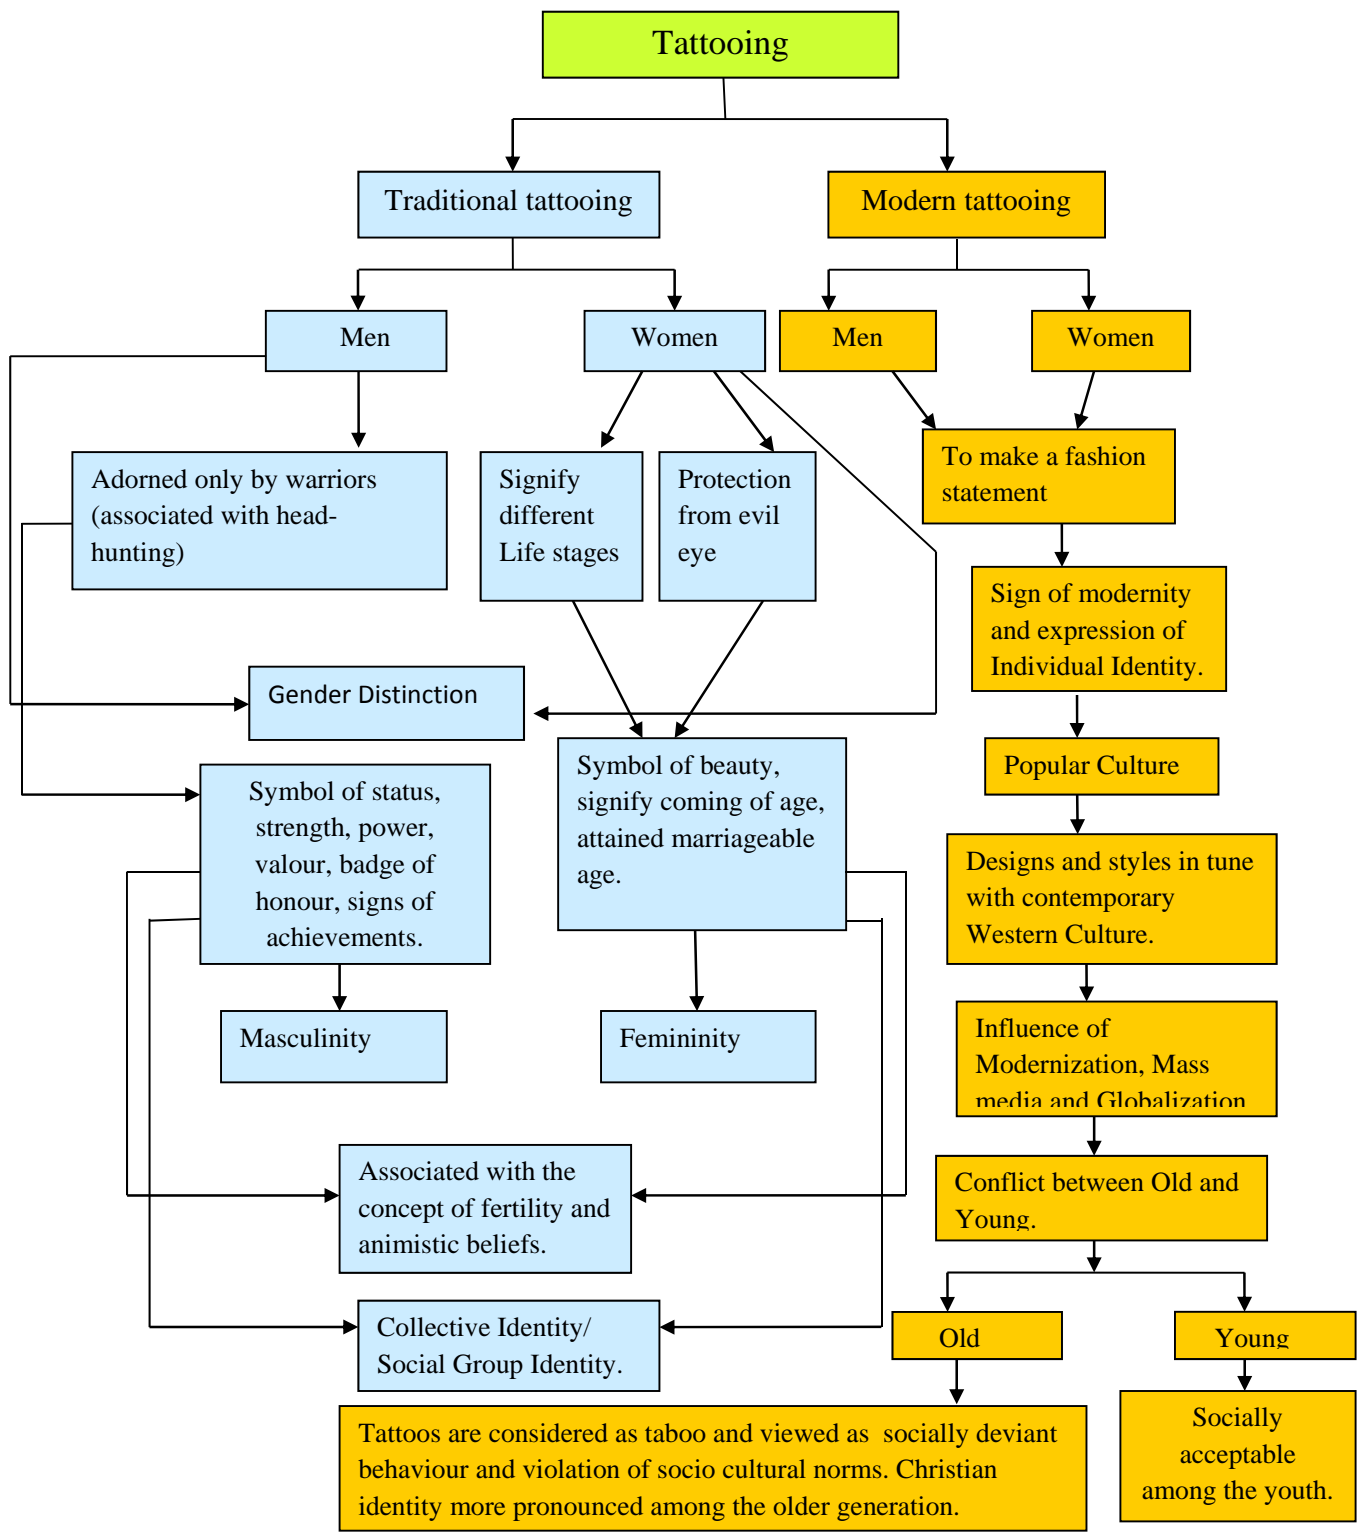 Tattooing
Traditional tattooing
Modern tattooing
Men
Women
Men
Women
Adorned only by warriors
(associated with head-
hunting)
Signify
different
Life stages
Protection
from evil
eye
To make a fashion
statement
Sign of modernity
and expression of
Individual Identity.
Gender Distinction
Symbol of status,
strength, power,
valour, badge of
honour, signs of
achievements.
Symbol of beauty,
signify coming of age,
attained marriageable
age.
Popular Culture
Designs and styles in tune
with contemporary
Western Culture.
Masculinity
Femininity
Influence of
Modernization, Mass
media and Globalization
Associated with the
concept of fertility and
animistic beliefs.
Conflict between Old and
Young.
Collective Identity/
Social Group Identity.
Old
Young
Tattoos are considered as taboo and viewed as  socially deviant
behaviour and violation of socio cultural norms. Christian
identity more pronounced among the older generation.
Socially
acceptable
among the youth.